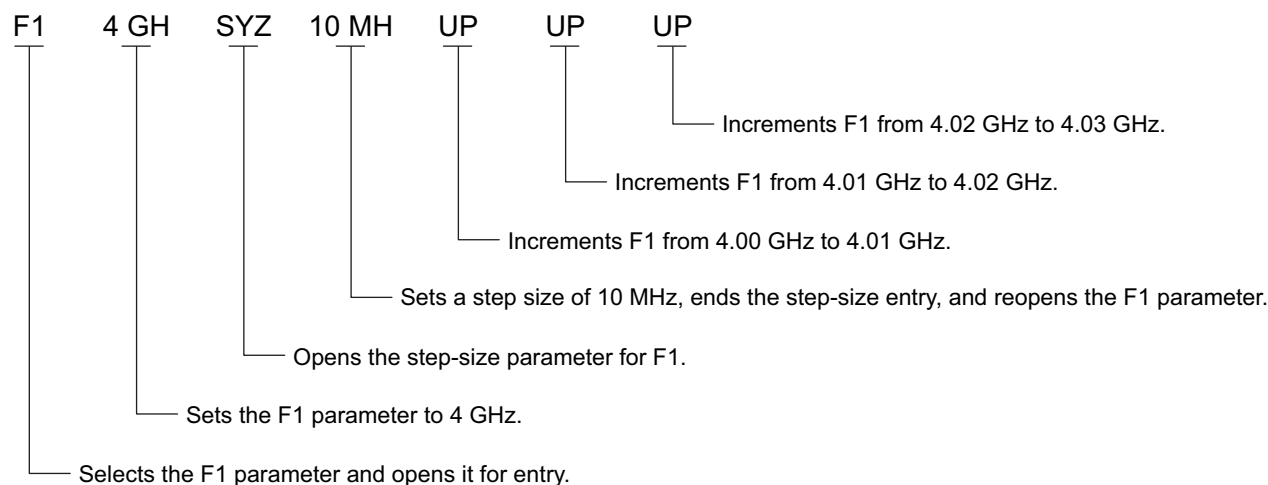 F1 4 GH SYZ 10 MH UP UP UP
Increments F1 from 4.02 GHz to 4.03 GHz.
Increments F1 from 4.01 GHz to 4.02 GHz.
Increments F1 from 4.00 GHz to 4.01 GHz.
Sets a step size of 10 MHz, ends the step-size entry, and reopens the F1 parameter.
Opens the step-size parameter for F1.
Sets the F1 parameter to 4 GHz.
Selects the F1 parameter and opens it for entry.